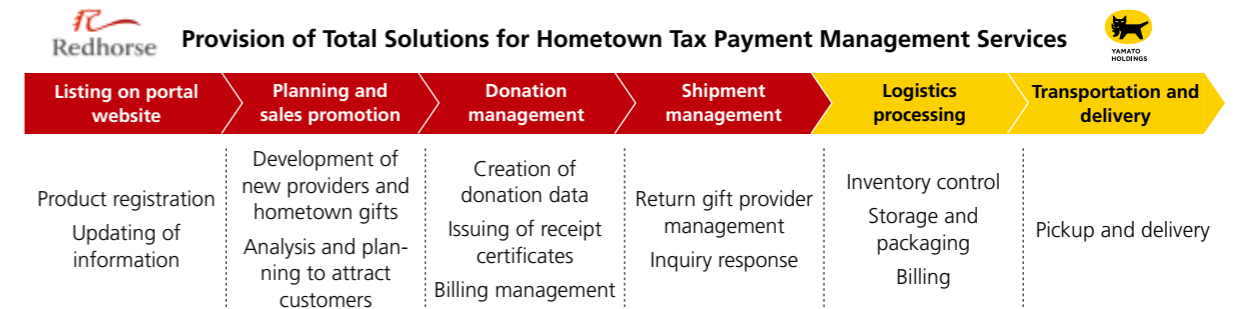 Redhorse
Provision of Total Solutions for Hometown Tax Payment Management Services
YAMATO
HOLDINGS
Listing on portal
website
Planning and
sales promotion
Donation
management
Shipment
management
Logistics
processing
Transportation and
delivery
Product registration
Updating of
information
Development of
new providers and
hometown gifts
Analysis and plan-
ning to attract
customers
Creation of
donation data
Issuing of receipt
certificates
Billing management
Return gift provider
management
Inquiry response
Inventory control
Storage and
packaging
Billing
Pickup and delivery